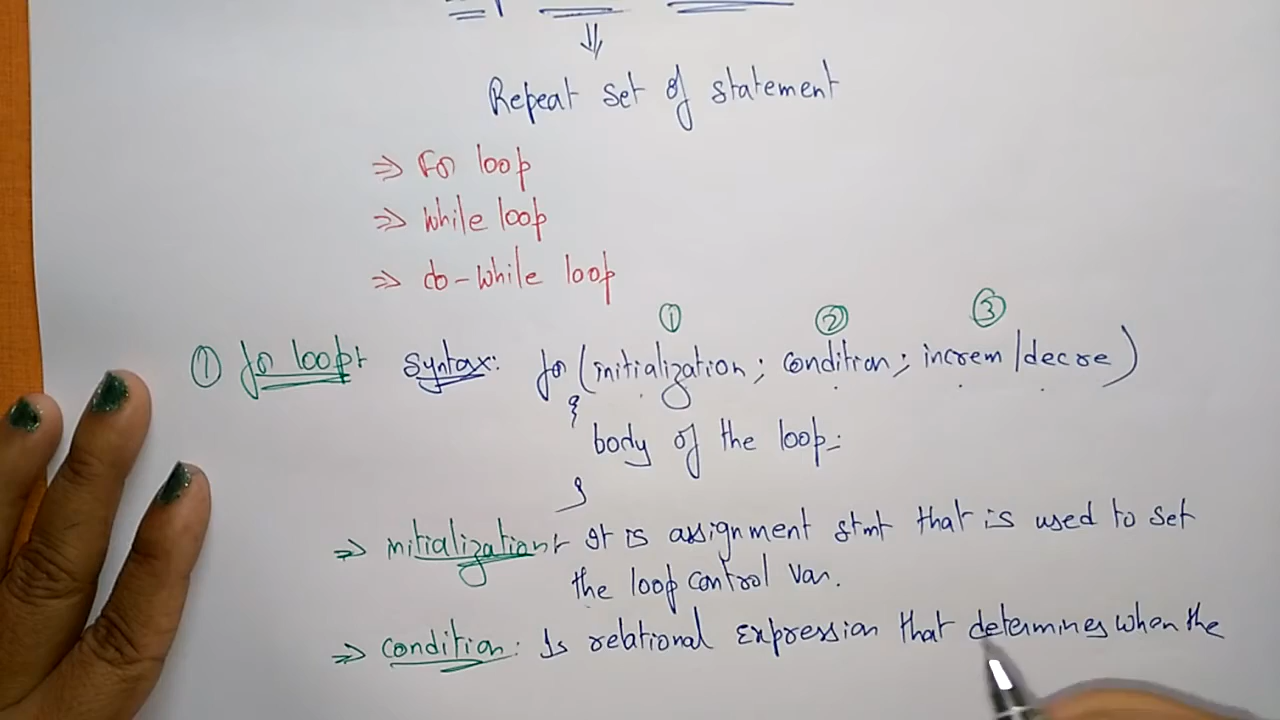 Repeat set of statement
⇒ For loop
⇒ While loop
⇒ do-while loop
① ② ③
① for loop:- Syntax: for (initialization; condition; increm/decre)
{
body of the loop;
}
⇒ initialization:- It is assignment stmt that is used to set
the loop control var.
⇒ condition: Is relational expression that determines when the